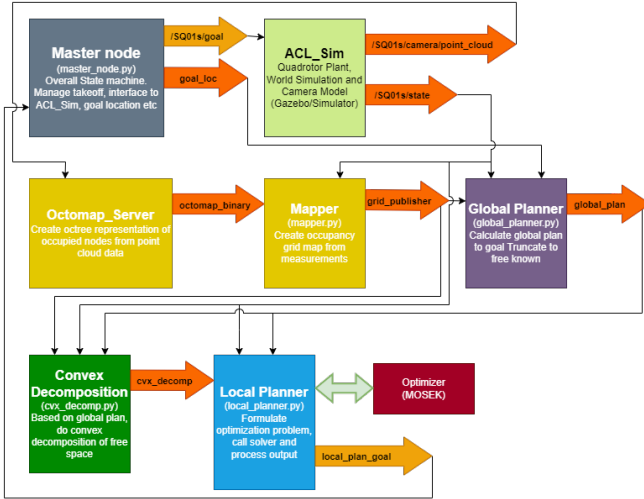 Master node
(master_node.py)
Overall State machine.
Manage takeoff, interface to
ACL_Sim, goal location etc
/SQ01s/goal
goal_loc
ACL_Sim
Quadrotor Plant,
World Simulation and
Camera Model
(Gazebo/Simulator)
/SQ01s/camera/point_cloud
/SQ01s/state
Octomap_Server
Create octree representation of
occupied nodes from point
cloud data
octomap_binary
Mapper
(mapper.py)
Create occupancy
grid map from
measurements
grid_publisher
Global Planner
(global_planner.py)
Calculate global plan
to goal Truncate to
free known
global_plan
Convex
Decomposition
(cvx_decomp.py)
Based on global plan,
do convex
decomposition of free
space
cvx_decomp
Local Planner
(local_planner.py)
Formulate
optimization problem,
call solver and
process output
local_plan_goal
Optimizer
(MOSEK)